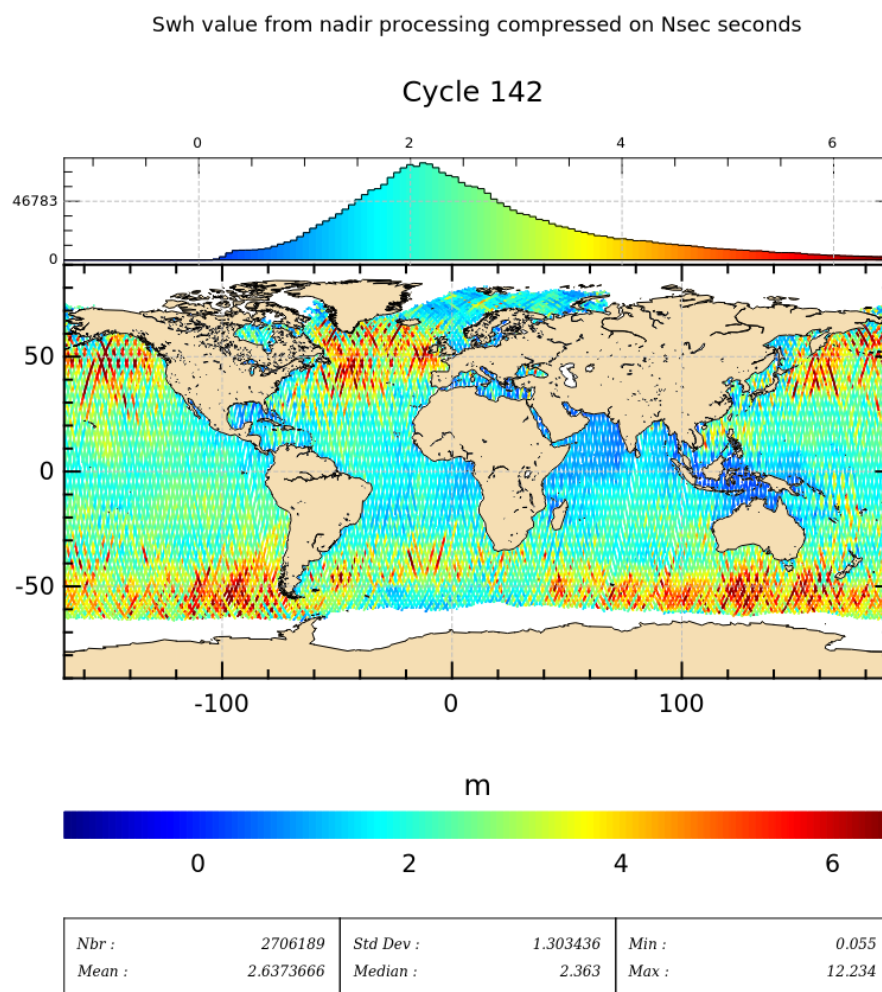 Swh value from nadir processing compressed on Nsec seconds
Cycle 142
0 2 4 6
46783
0
50
0
-50
-100 0 100
m
0 2 4 6
Nbr : 2706189 Std Dev : 1.303436 Min : 0.055
Mean : 2.6373666 Median : 2.363 Max : 12.234